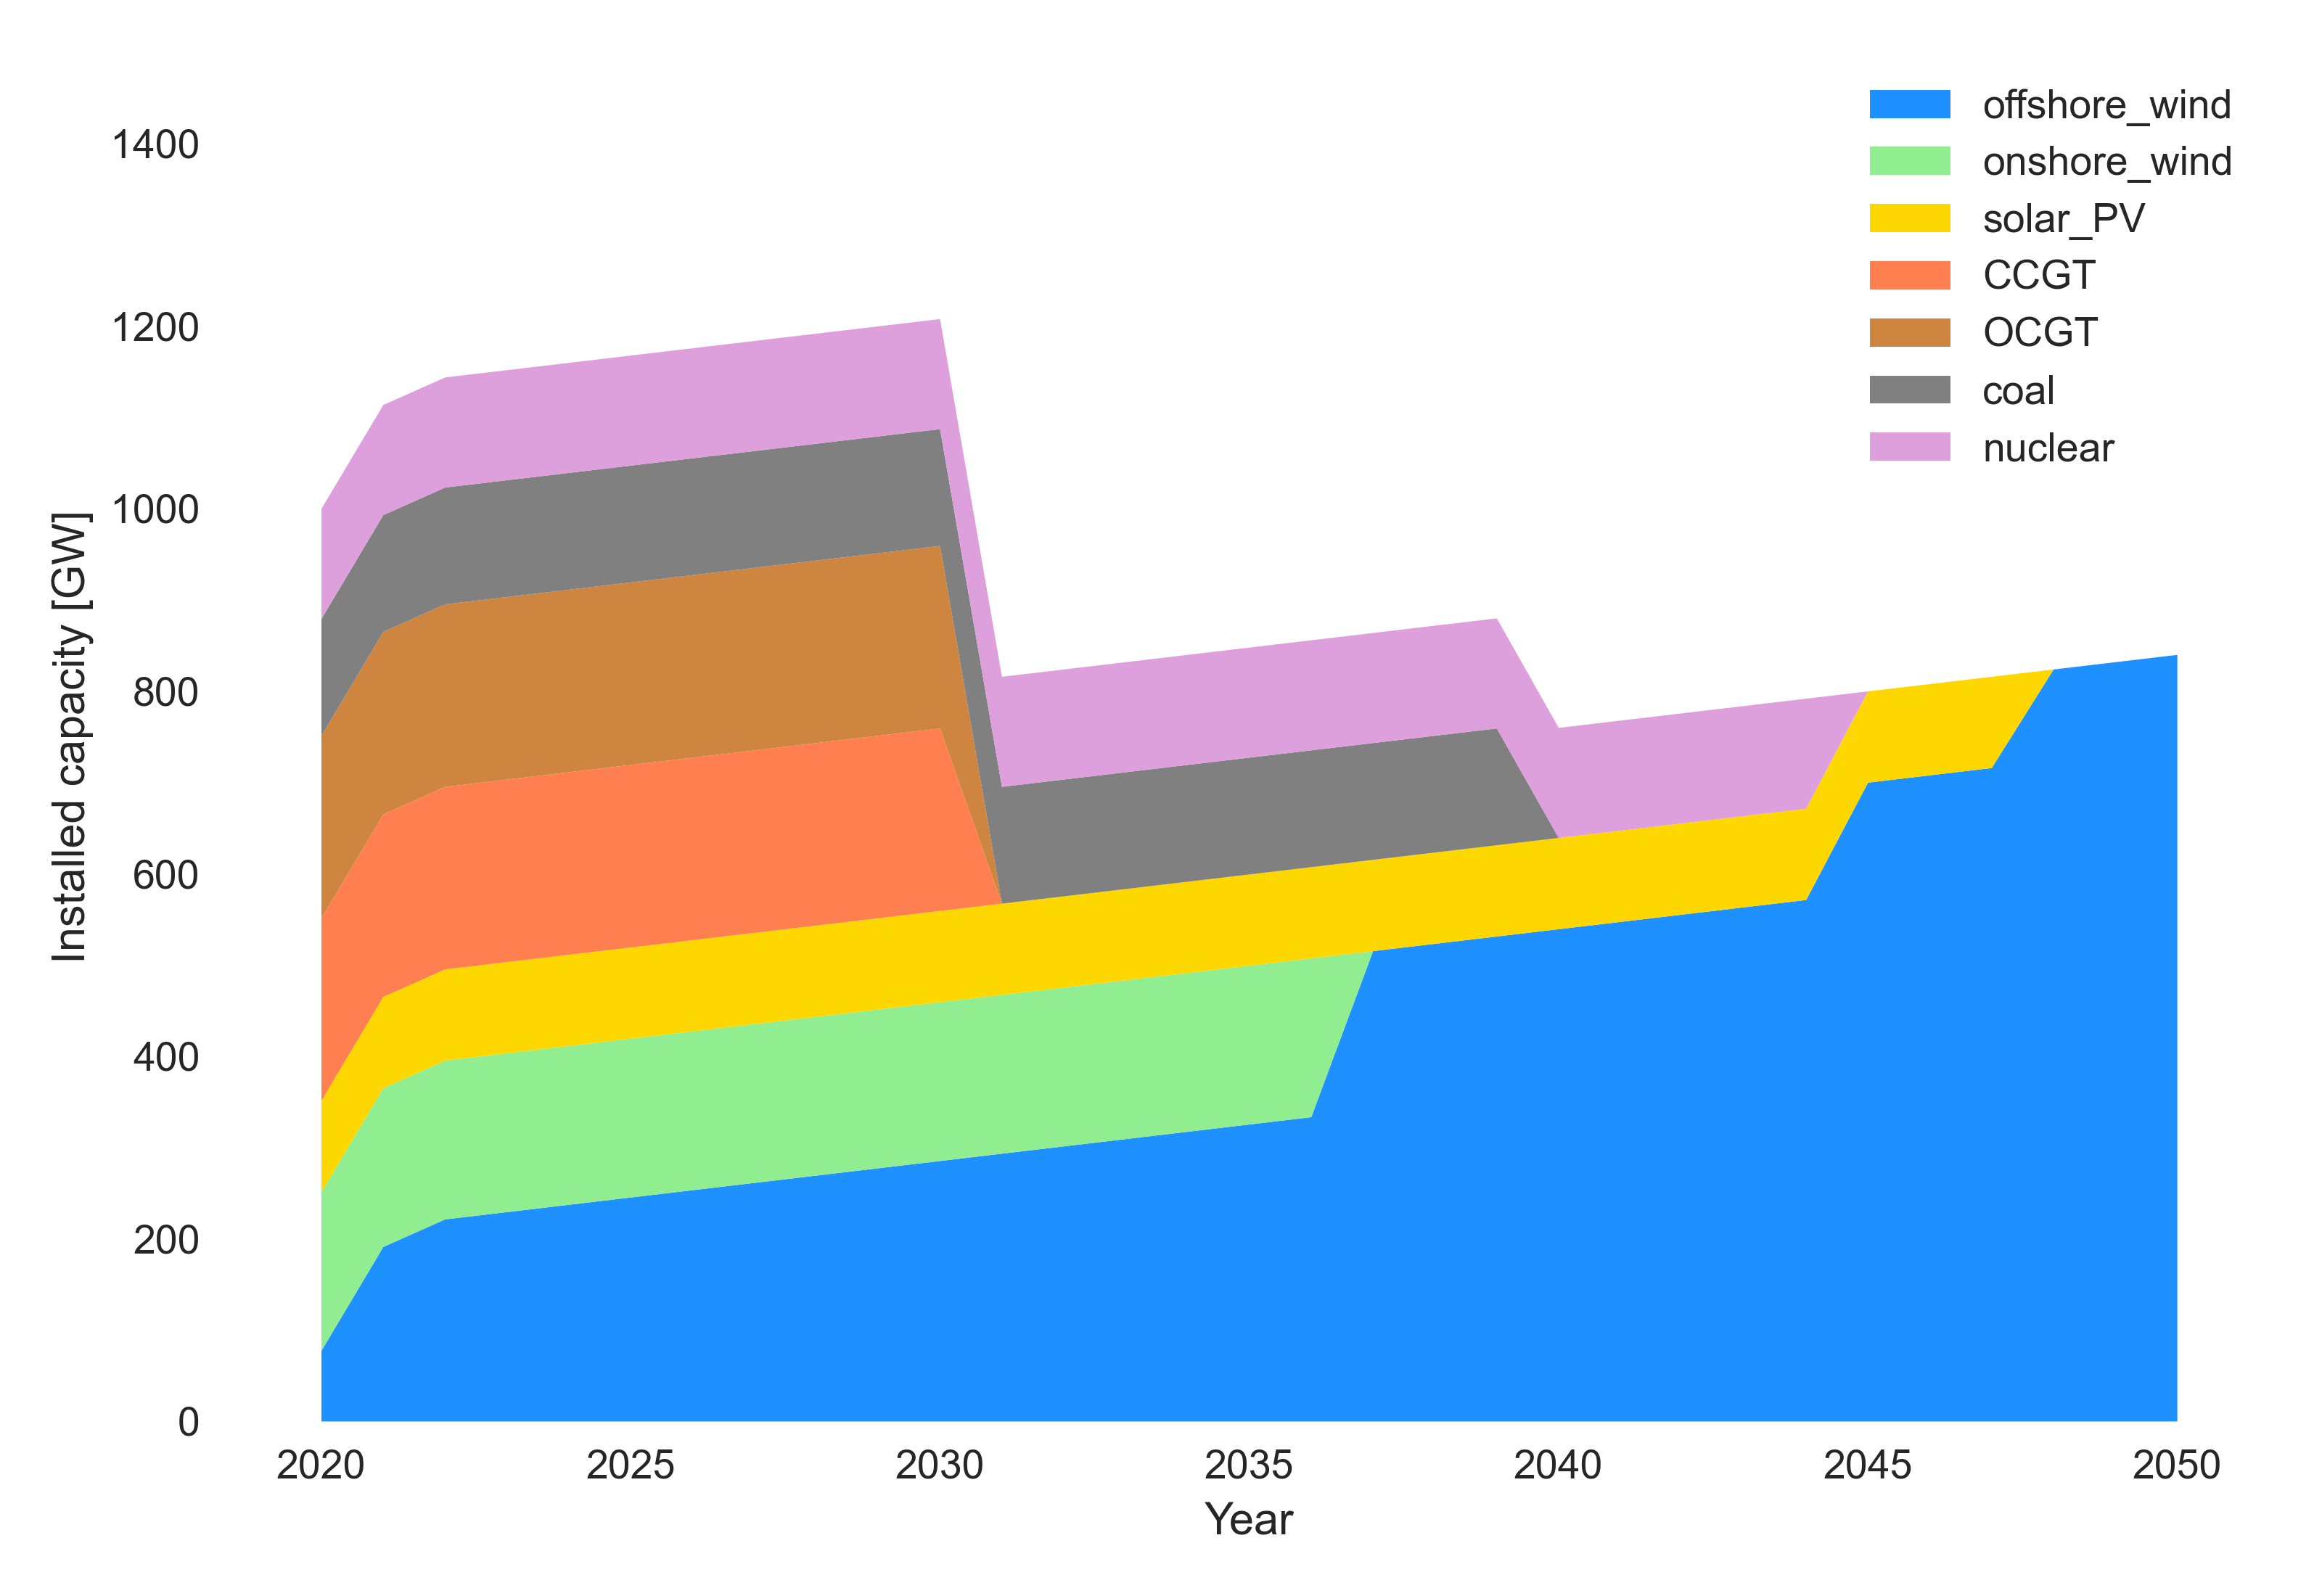 1400
1200
1000
800
600
400
200
0
Installed capacity [GW]
2020 2025 2030 2035 2040 2045 2050
Year
offshore_wind
onshore_wind
solar_PV
CCGT
OCGT
coal
nuclear